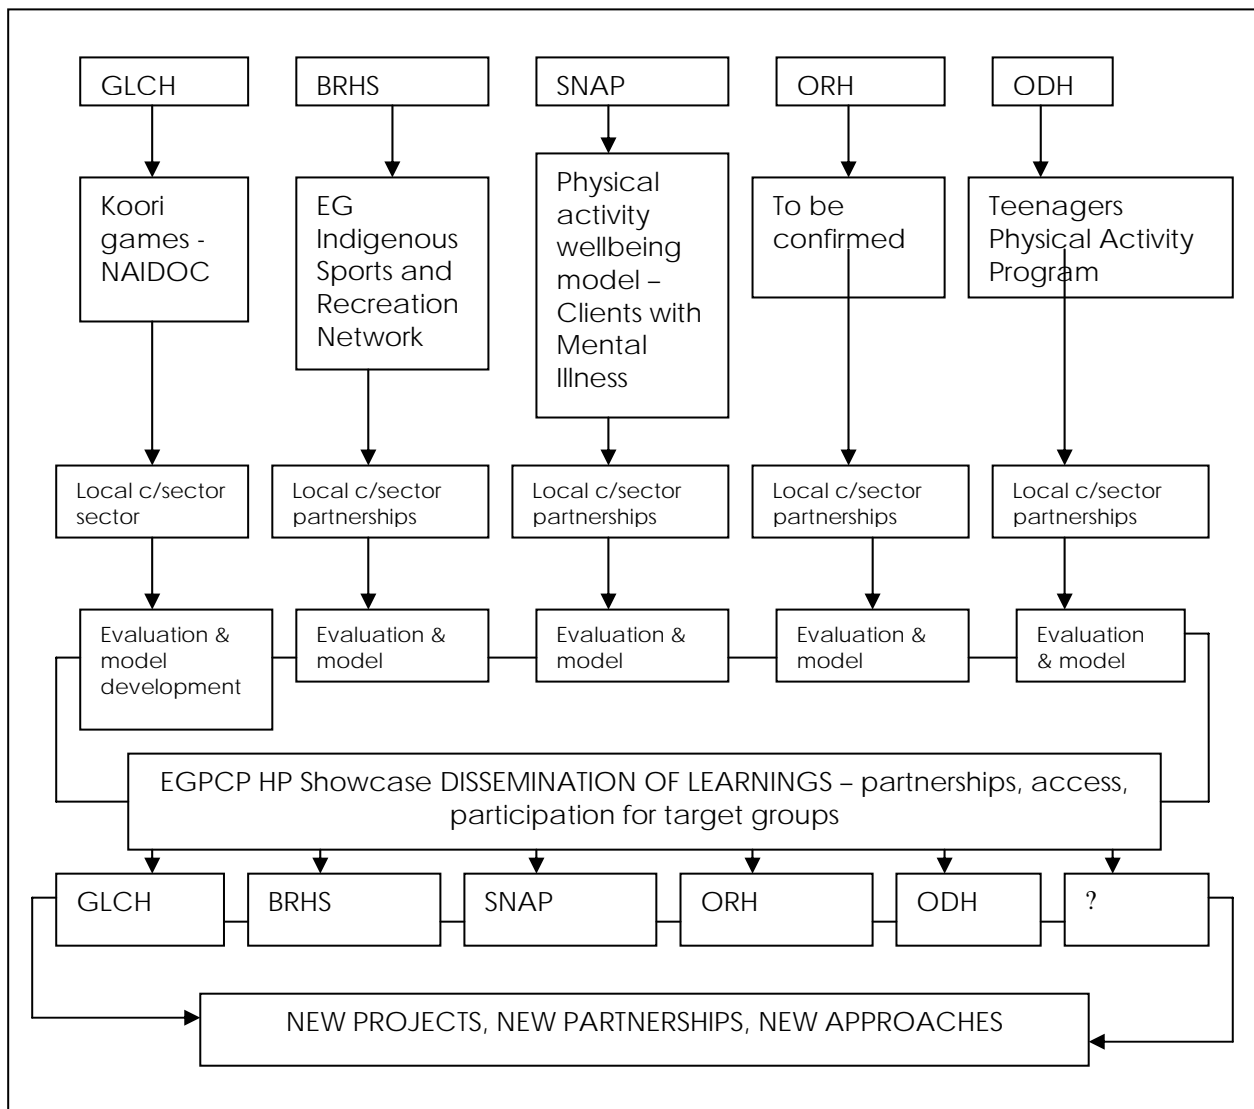 GLCH
BRHS
SNAP
ORH
ODH
Koori
games -
NAIDOC
EG
Indigenous
Sports and
Recreation
Network
Physical
activity
wellbeing
model –
Clients with
Mental
Illness
To be
confirmed
Teenagers
Physical Activity
Program
Local c/sector
sector
Local c/sector
partnerships
Local c/sector
partnerships
Local c/sector
partnerships
Local c/sector
partnerships
Evaluation &
model
development
Evaluation &
model
Evaluation &
model
Evaluation &
model
Evaluation
& model
EGPCP HP Showcase DISSEMINATION OF LEARNINGS – partnerships, access,
participation for target groups
GLCH
BRHS
SNAP
ORH
ODH
?
NEW PROJECTS, NEW PARTNERSHIPS, NEW APPROACHES